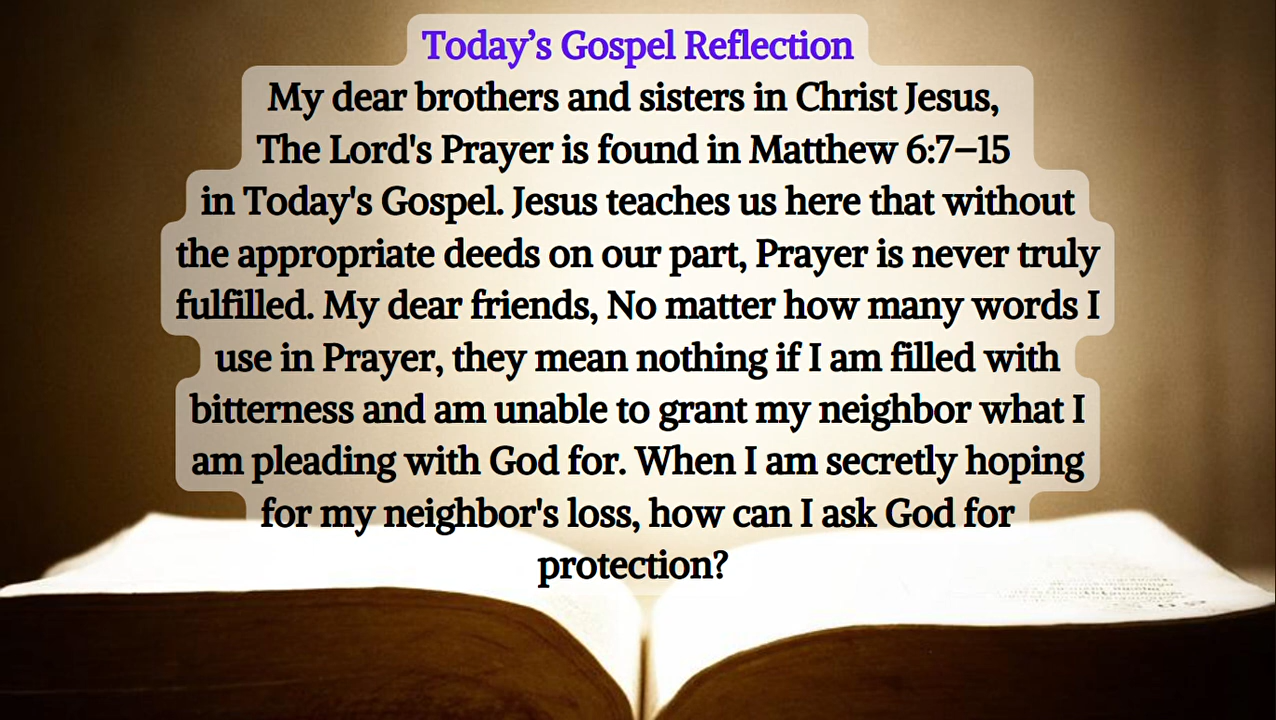 Today’s Gospel Reflection
My dear brothers and sisters in Christ Jesus,
The Lord's Prayer is found in Matthew 6:7–15
in Today's Gospel. Jesus teaches us here that without
the appropriate deeds on our part, Prayer is never truly
fulfilled. My dear friends, No matter how many words I
use in Prayer, they mean nothing if I am filled with
bitterness and am unable to grant my neighbor what I
am pleading with God for. When I am secretly hoping
for my neighbor's loss, how can I ask God for
protection?